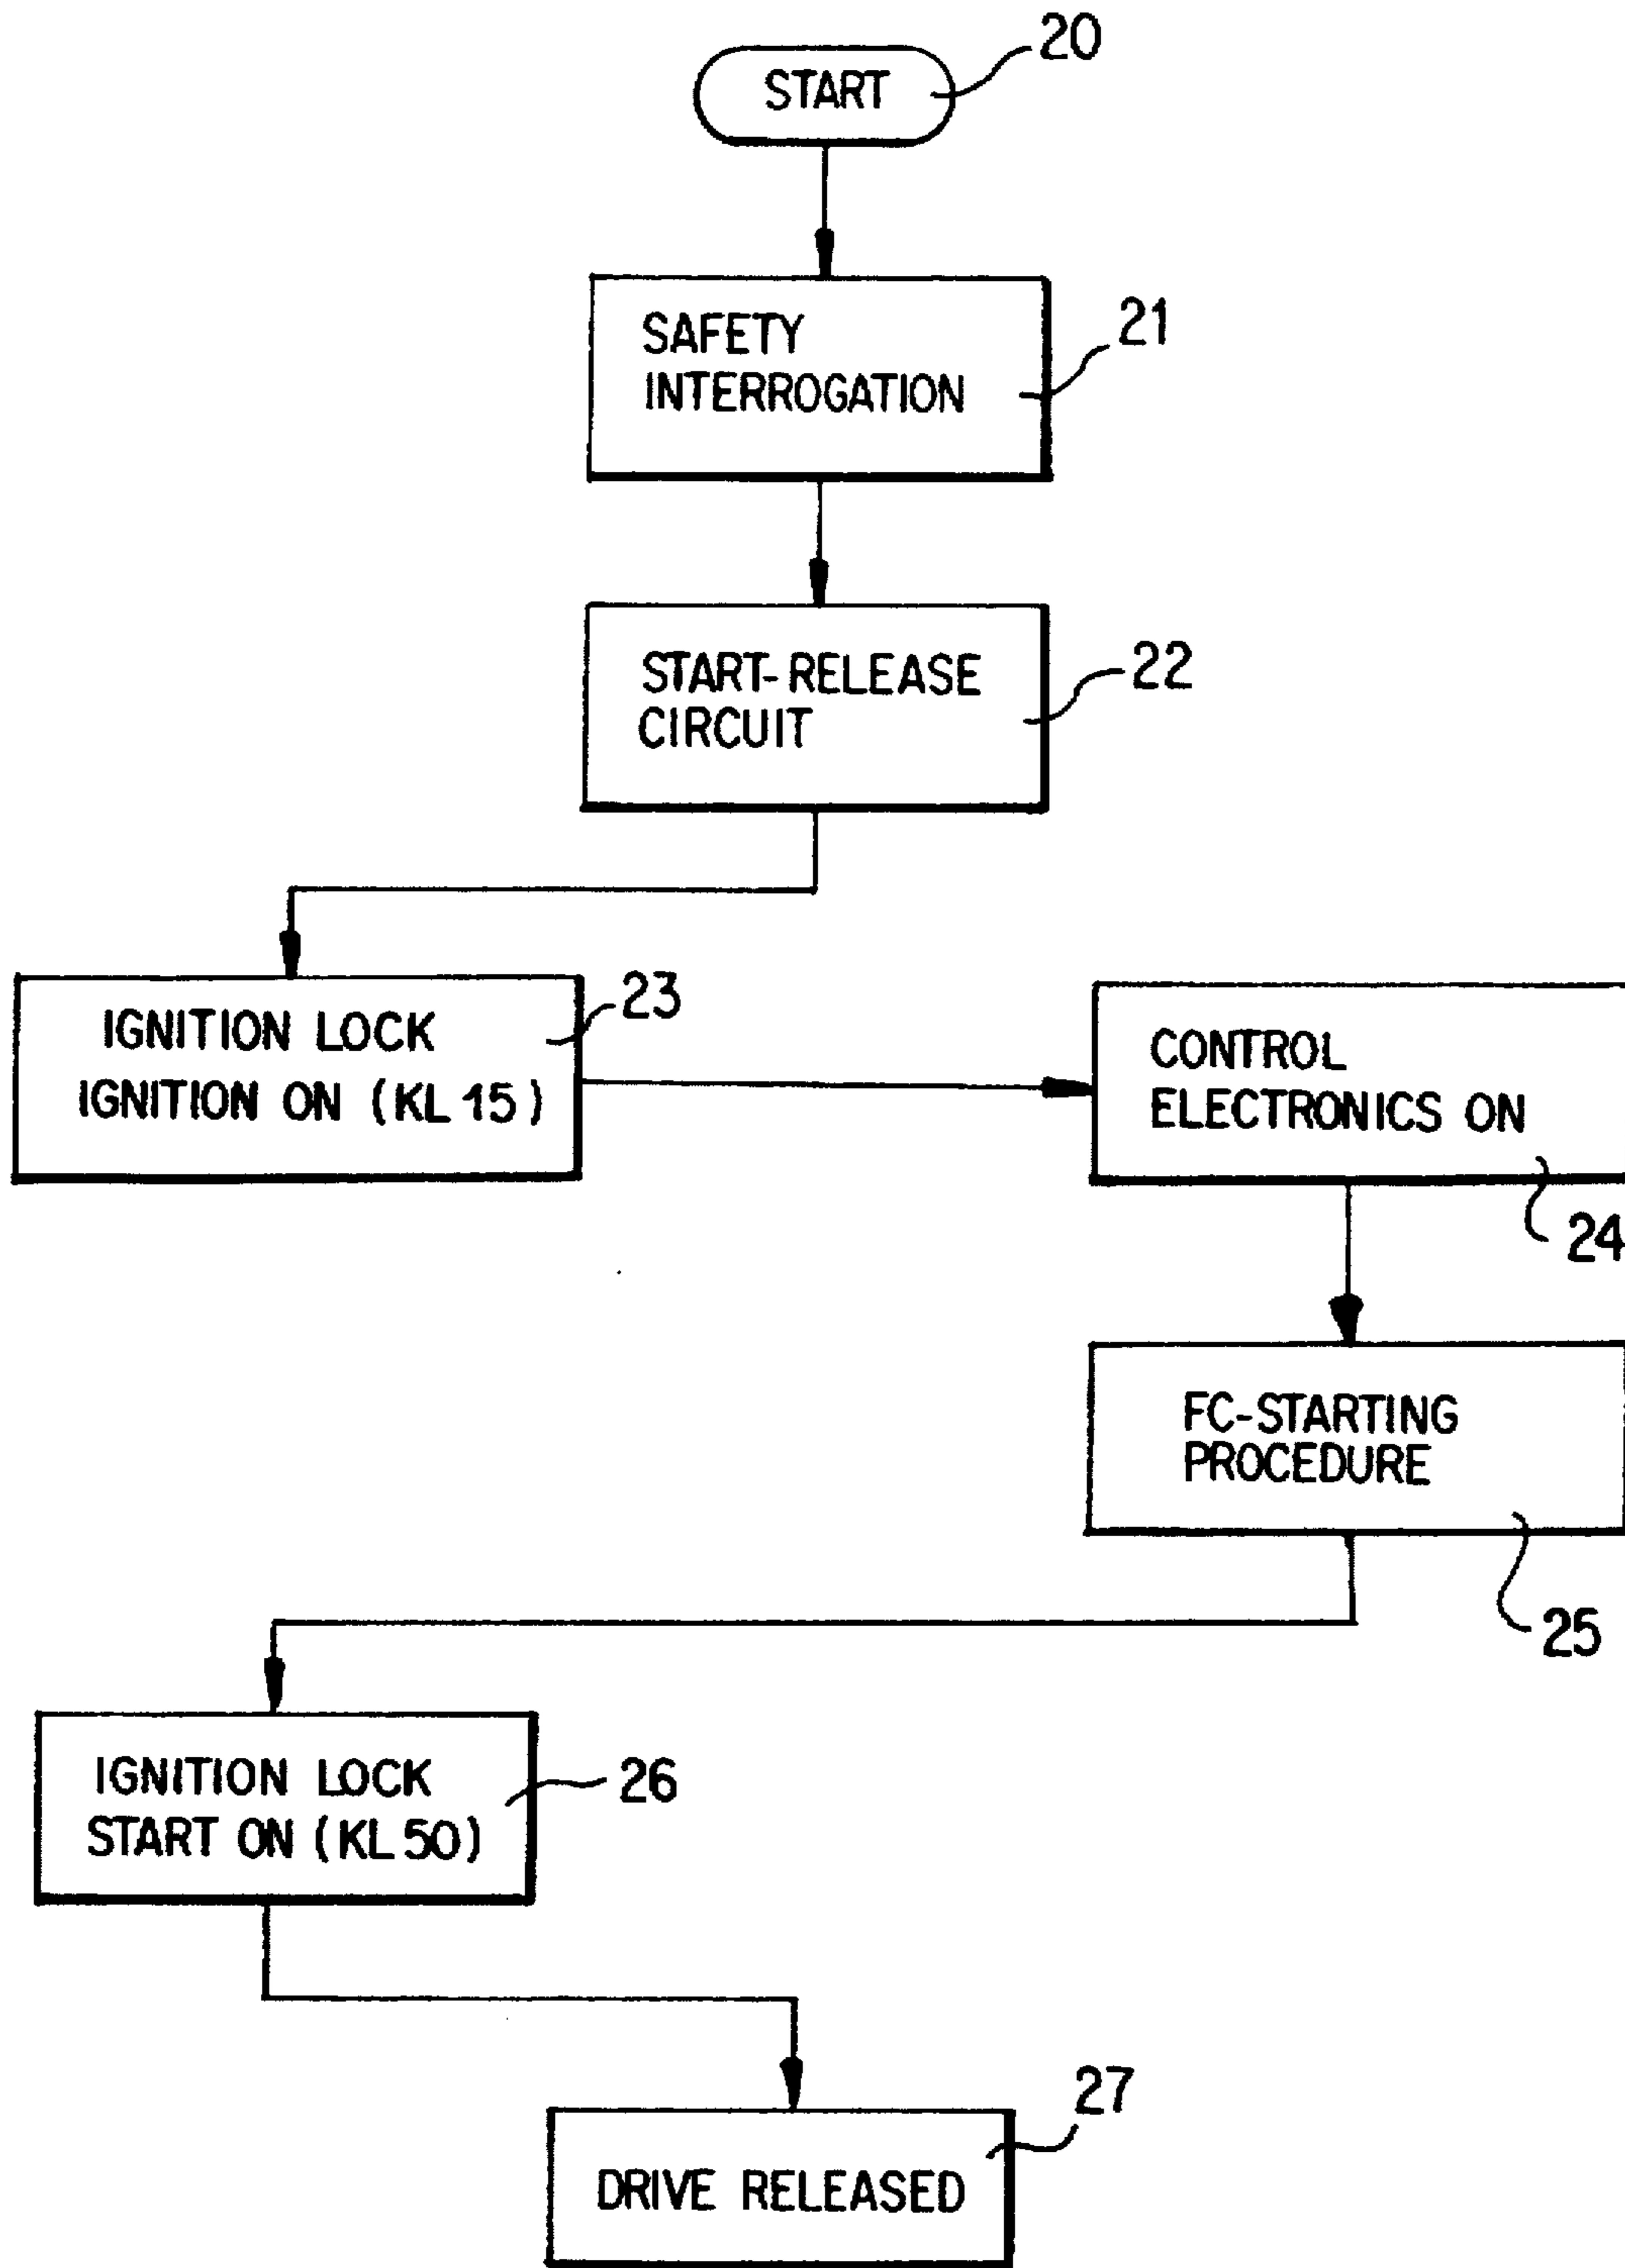 START
20
SAFETY
INTERROGATION
21
START-RELEASE
CIRCUIT
22
IGNITION LOCK
IGNITION ON (KL 15)
23
CONTROL
ELECTRONICS ON
24
FC-STARTING
PROCEDURE
25
IGNITION LOCK
START ON (KL 50)
26
DRIVE RELEASED
27